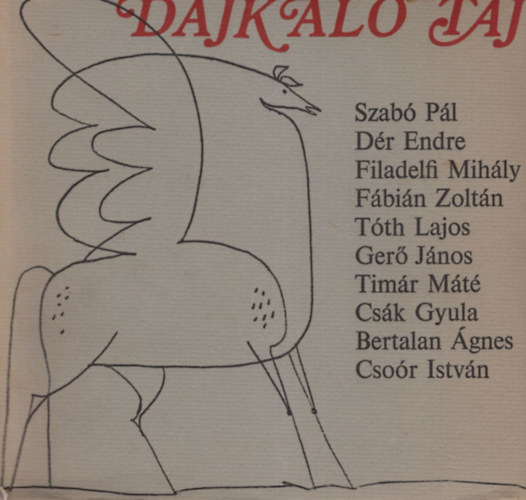 DAJKÁLÓ TÁJ
Szabó Pál
Dér Endre
Filadelfi Mihály
Fábián Zoltán
Tóth Lajos
Gerő János
Timár Máté
Csák Gyula
Bertalan Ágnes
Csoór István